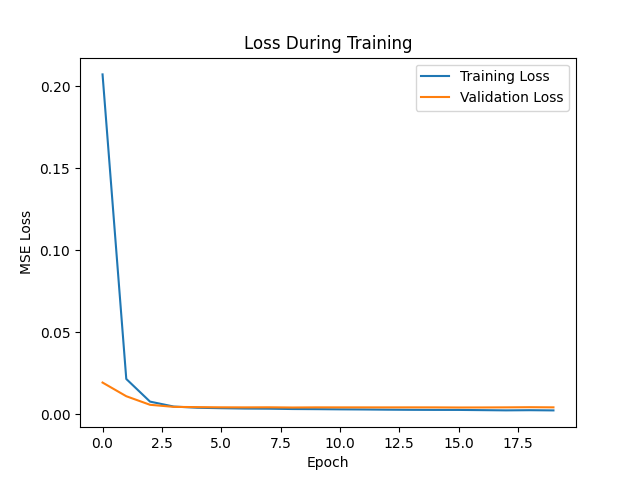 Loss During Training
Training Loss
Validation Loss
0.20
0.15
0.10
0.05
0.00
MSE Loss
0.0 2.5 5.0 7.5 10.0 12.5 15.0 17.5
Epoch